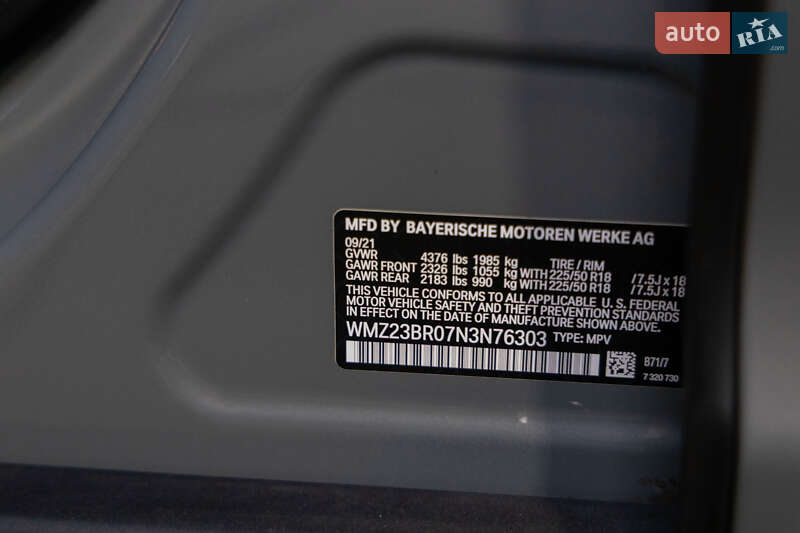 auto RIA .com
MFD BY BAYERISCHE MOTOREN WERKE AG
09/21
GVWR 4376 lbs 1985 kg TIRE / RIM
GAWR FRONT 2326 lbs 1055 kg WITH 225/50 R18 /7.5J x 18
GAWR REAR 2183 lbs 990 kg WITH 225/50 R18 /7.5J x 18
THIS VEHICLE CONFORMS TO ALL APPLICABLE U. S. FEDERAL
MOTOR VEHICLE SAFETY AND THEFT PREVENTION STANDARDS
IN EFFECT ON THE DATE OF MANUFACTURE SHOWN ABOVE.
WMZ23BR07N3N76303 TYPE: MPV
B71/7
7 320 730